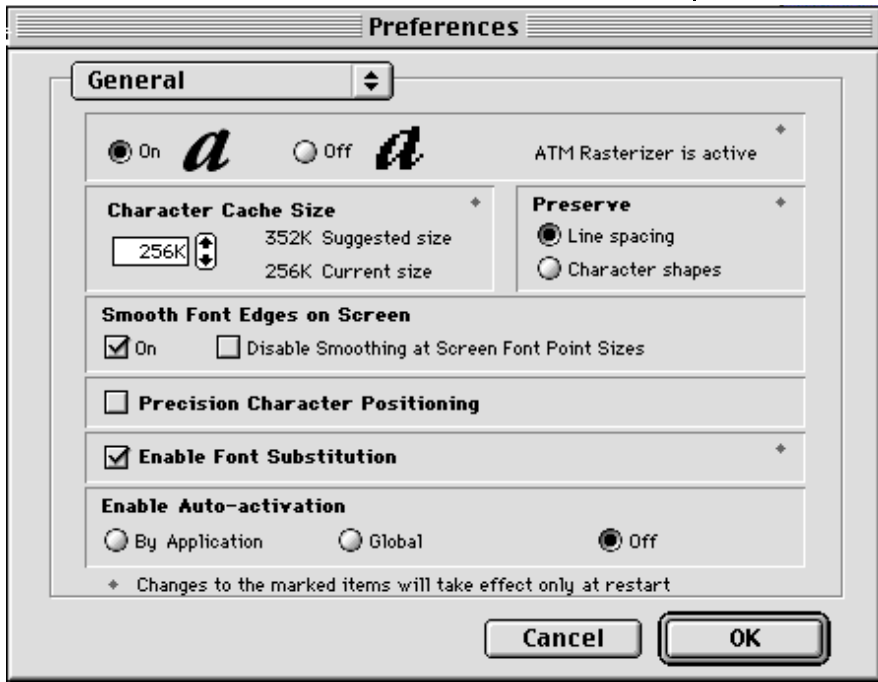 Preferences
General
On a Off a ATM Rasterizer is active
Character Cache Size
256K
352K Suggested size
256K Current size
Preserve
Line spacing
Character shapes
Smooth Font Edges on Screen
On Disable Smoothing at Screen Font Point Sizes
Precision Character Positioning
Enable Font Substitution
Enable Auto-activation
By Application Global Off
Changes to the marked items will take effect only at restart
Cancel OK